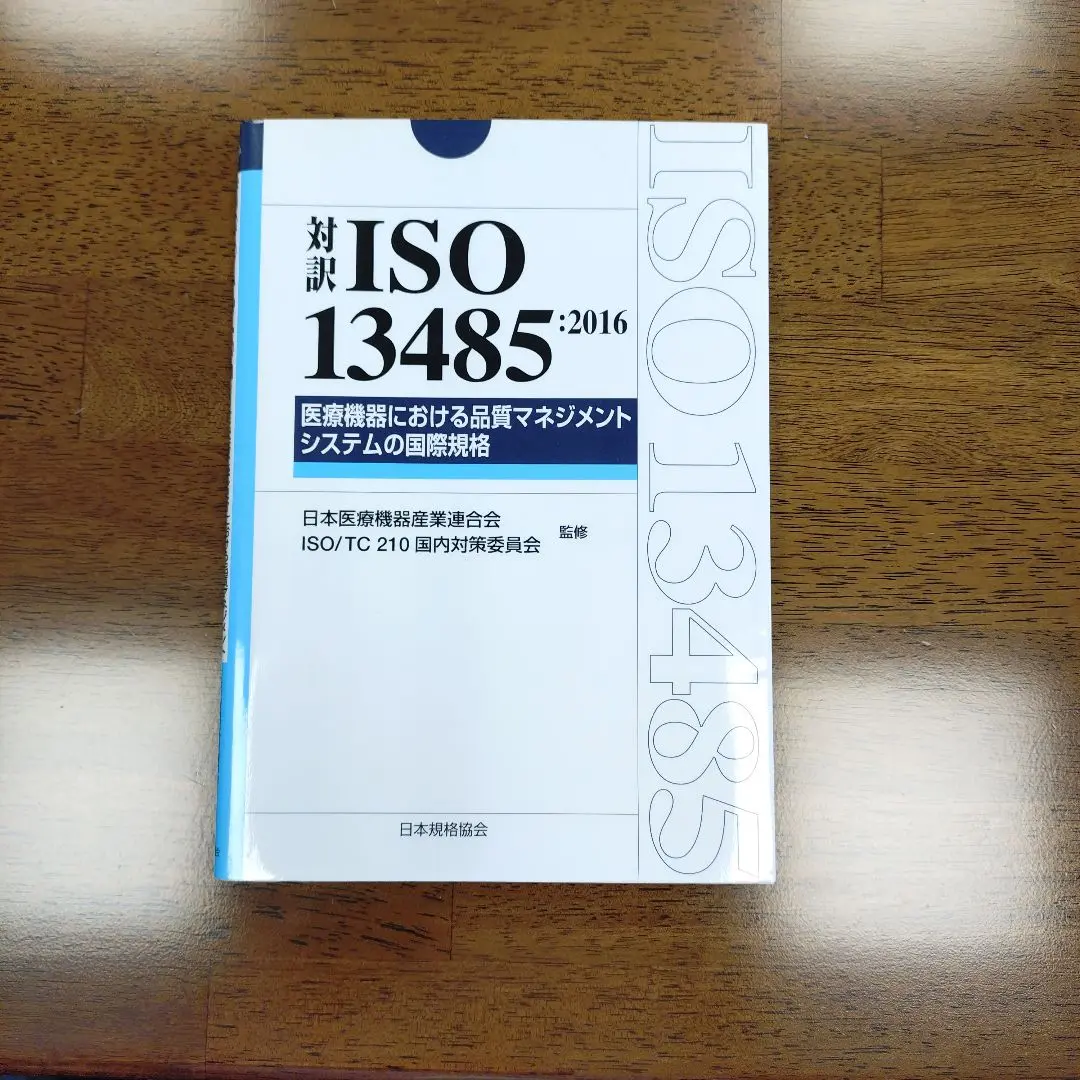 対訳 ISO
13485:2016
医療機器における品質マネジメント
システムの国際規格
日本医療機器産業連合会
ISO/TC 210 国内対策委員会
監修
日本規格協会
ISO 13485